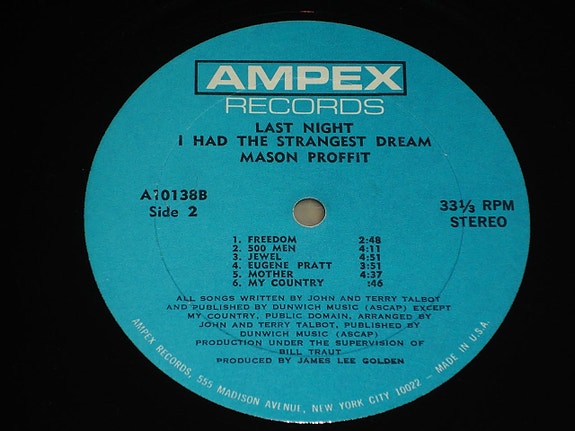 AMPEX
RECORDS
LAST NIGHT
I HAD THE STRANGEST DREAM
MASON PROFFIT
A10138B
Side 2
33⅓ RPM
STEREO
1. FREEDOM 2:48
2. 500 MEN 4:11
3. JEWEL 4:51
4. EUGENE PRATT 3:51
5. MOTHER 4:37
6. MY COUNTRY :46
ALL SONGS WRITTEN BY JOHN AND TERRY TALBOT
AND PUBLISHED BY DUNWICH MUSIC (ASCAP) EXCEPT
MY COUNTRY, PUBLIC DOMAIN, ARRANGED BY
JOHN AND TERRY TALBOT, PUBLISHED BY
DUNWICH MUSIC (ASCAP)
PRODUCTION UNDER THE SUPERVISION OF
BILL TRAUT
PRODUCED BY JAMES LEE GOLDEN
AMPEX RECORDS, 555 MADISON AVENUE, NEW YORK CITY 10022 – MADE IN U.S.A.